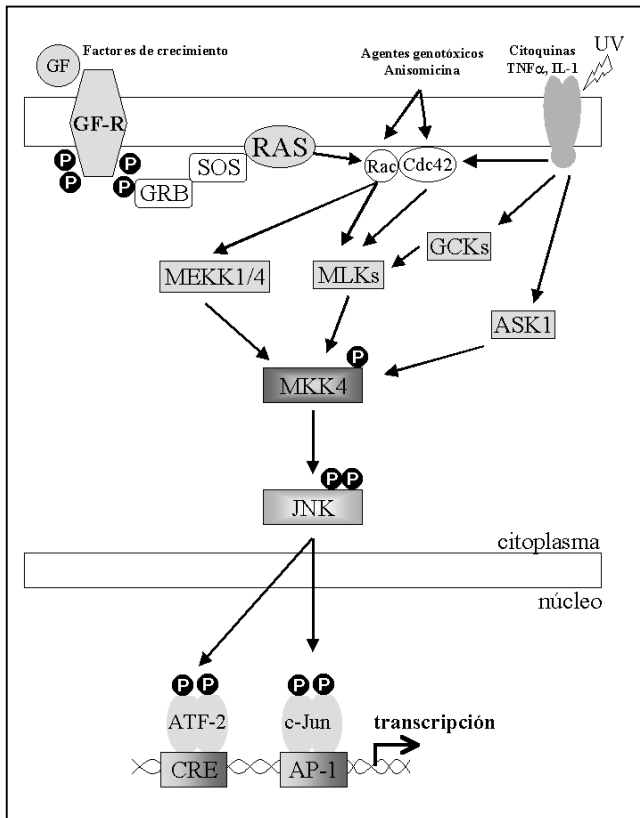 GF
Factores de crecimiento
Agentes genotóxicos
Anisomicina
Citoquinas
TNFα, IL-1
UV
GF-R
P
P
P
P
GRB
SOS
RAS
Rac
Cdc42
MEKK1/4
MLKs
GCKs
ASK1
P
MKK4
P P
JNK
citoplasma
núcleo
P P
P P
ATF-2
c-Jun
transcripción
CRE
AP-1